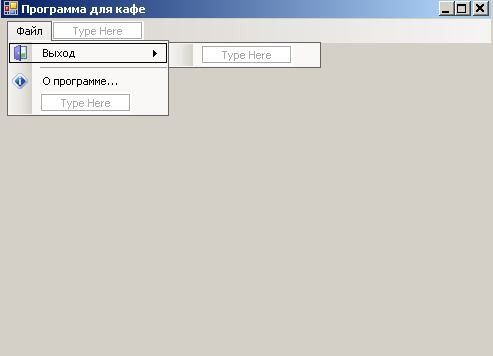 Программа для кафе
Файл Type Here
Выход Type Here
О программе...
Type Here